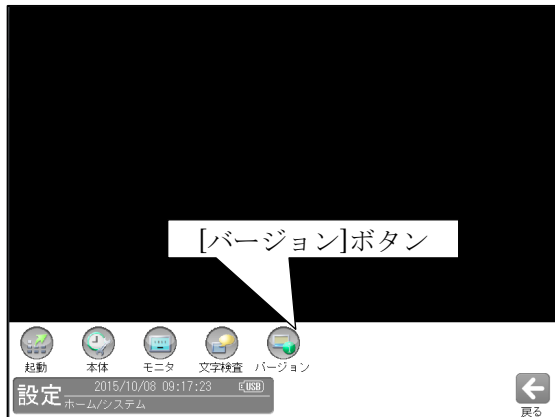 [バージョン]ボタン
起動 本体 モニタ 文字検査 バージョン
設定 2015/10/08 09:17:23 USB
ホーム/システム
戻る